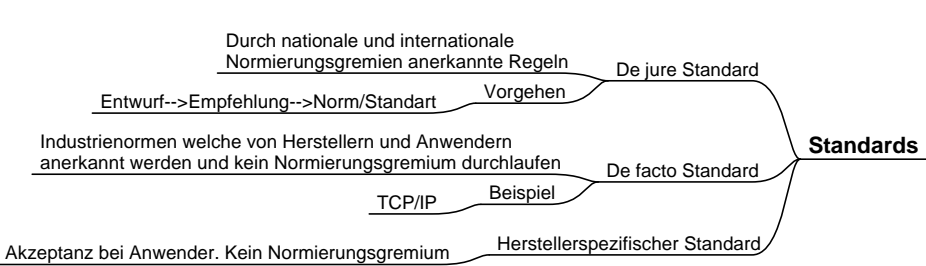 Durch nationale und internationale
Normierungsgremien anerkannte Regeln
De jure Standard
Vorgehen
Entwurf-->Empfehlung-->Norm/Standart
Standards
Industrienormen welche von Herstellern und Anwendern
anerkannt werden und kein Normierungsgremium durchlaufen
De facto Standard
Beispiel
TCP/IP
Herstellerspezifischer Standard
Akzeptanz bei Anwender. Kein Normierungsgremium